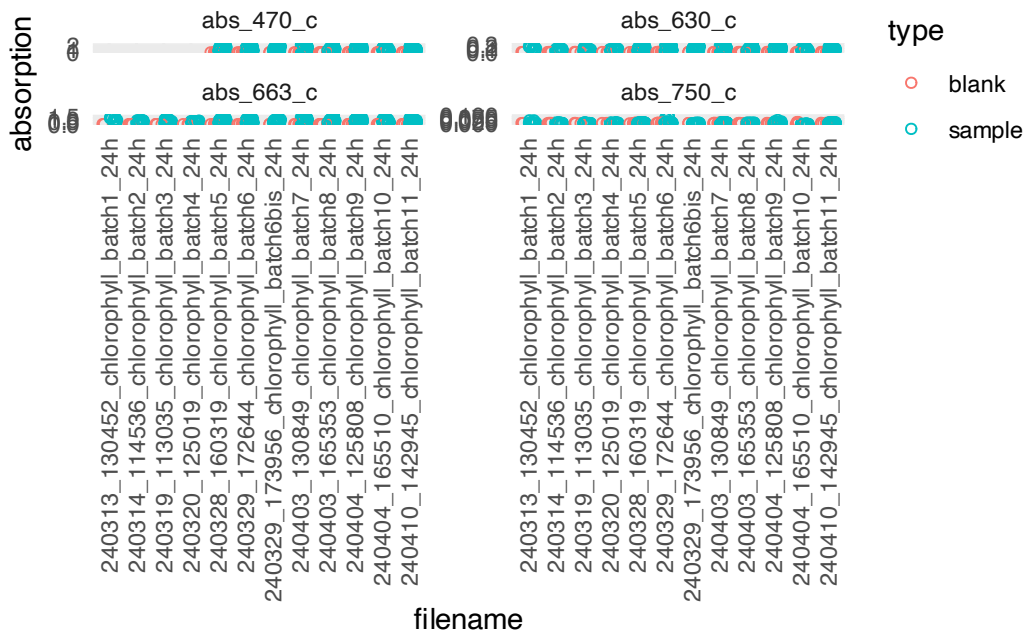 absorption
abs_470_c
abs_630_c
abs_663_c
abs_750_c
240313_130452_chlorophyll_batch1_24h
240314_114536_chlorophyll_batch2_24h
240319_113035_chlorophyll_batch3_24h
240320_125019_chlorophyll_batch4_24h
240328_160319_chlorophyll_batch5_24h
240329_172644_chlorophyll_batch6_24h
240329_173956_chlorophyll_batch6bis_24h
240403_130849_chlorophyll_batch7_24h
240403_165353_chlorophyll_batch8_24h
240404_125808_chlorophyll_batch9_24h
240404_165510_chlorophyll_batch10_24h
240410_142945_chlorophyll_batch11_24h
240313_130452_chlorophyll_batch1_24h
240314_114536_chlorophyll_batch2_24h
240319_113035_chlorophyll_batch3_24h
240320_125019_chlorophyll_batch4_24h
240328_160319_chlorophyll_batch5_24h
240329_172644_chlorophyll_batch6_24h
240329_173956_chlorophyll_batch6bis_24h
240403_130849_chlorophyll_batch7_24h
240403_165353_chlorophyll_batch8_24h
240404_125808_chlorophyll_batch9_24h
240404_165510_chlorophyll_batch10_24h
240410_142945_chlorophyll_batch11_24h
filename
type
blank
sample